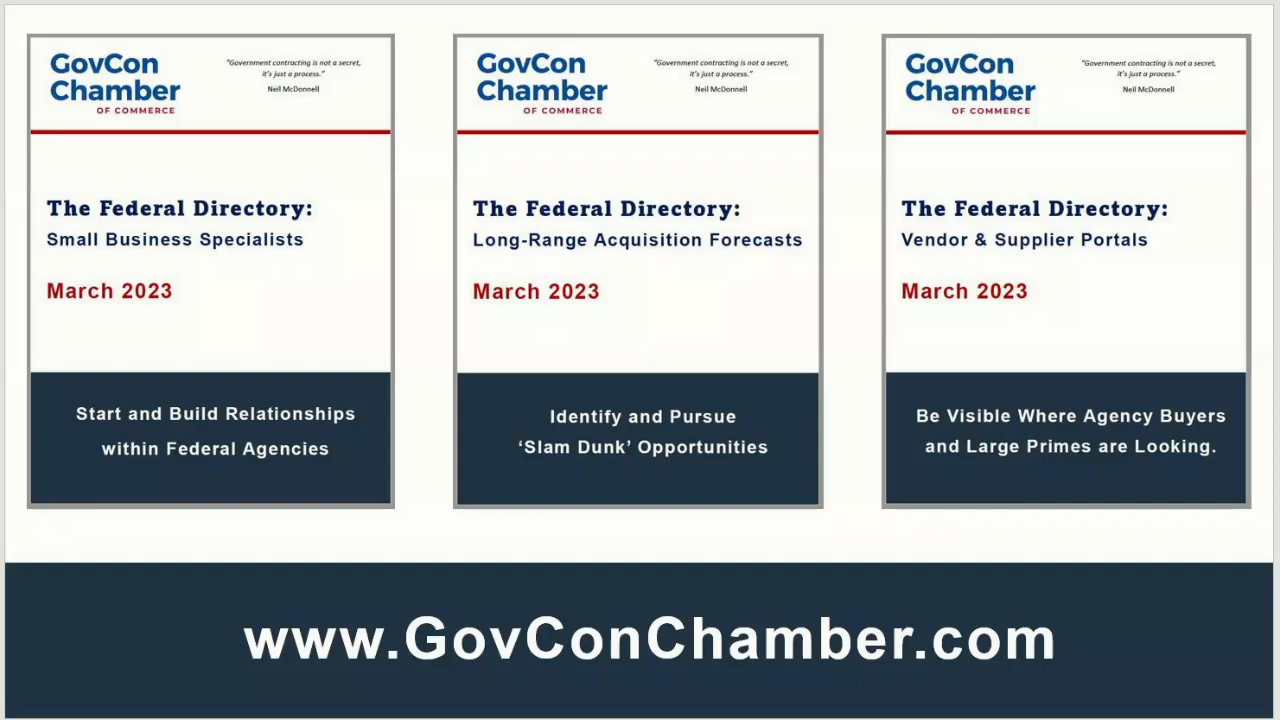 GovCon
Chamber
OF COMMERCE
"Government contracting is not a secret,
it's just a process."
Neil McDonnell
The Federal Directory:
Small Business Specialists
March 2023
Start and Build Relationships
within Federal Agencies
GovCon
Chamber
OF COMMERCE
"Government contracting is not a secret,
it's just a process."
Neil McDonnell
The Federal Directory:
Long-Range Acquisition Forecasts
March 2023
Identify and Pursue
‘Slam Dunk’ Opportunities
GovCon
Chamber
OF COMMERCE
"Government contracting is not a secret,
it's just a process."
Neil McDonnell
The Federal Directory:
Vendor & Supplier Portals
March 2023
Be Visible Where Agency Buyers
and Large Primes are Looking.
www.GovConChamber.com